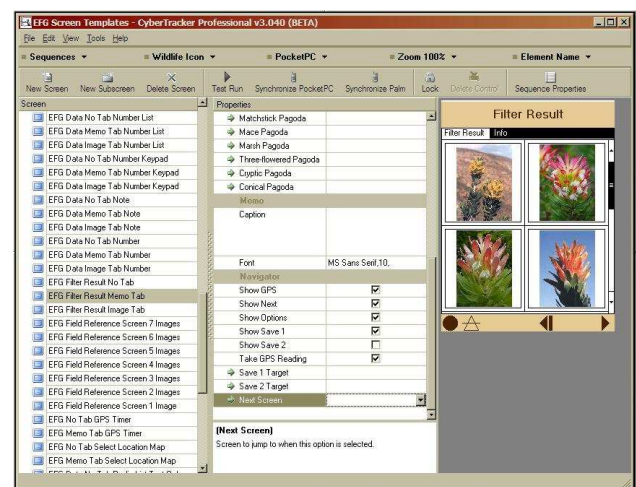 EFG Screen Templates - CyberTracker Professional v3.040 (BETA)
File Edit View Tools Help
Sequences Wildlife Icon PocketPC Zoom 100% Element Name
New Screen New Subscreen Delete Screen Test Run Synchronize PocketPC Synchronize Palm Lock Delete Control Sequence Properties
Screen
EFG Data No Tab Number List
EFG Data Memo Tab Number List
EFG Data Image Tab Number List
EFG Data No Tab Number Keypad
EFG Data Memo Tab Number Keypad
EFG Data Image Tab Number Keypad
EFG Data No Tab Note
EFG Data Memo Tab Note
EFG Data Image Tab Note
EFG Data No Tab Number
EFG Data Memo Tab Number
EFG Data Image Tab Number
EFG Filter Result No Tab
EFG Filter Result Memo Tab
EFG Filter Result Image Tab
EFG Field Reference Screen 7 Images
EFG Field Reference Screen 6 Images
EFG Field Reference Screen 5 Images
EFG Field Reference Screen 4 Images
EFG Field Reference Screen 3 Images
EFG Field Reference Screen 2 Images
EFG Field Reference Screen 1 Image
EFG No Tab GPS Timer
EFG Memo Tab GPS Timer
EFG No Tab Select Location Map
EFG Memo Tab Select Location Map
Properties
Matchstick Pagoda
Mace Pagoda
Marsh Pagoda
Three-flowered Pagoda
Cryptic Pagoda
Conical Pagoda
Memo
Caption
Font MS Sans Serif,10,
Navigator
Show GPS
Show Next
Show Options
Show Save 1
Show Save 2
Take GPS Reading
Save 1 Target
Save 2 Target
Next Screen
(Next Screen)
Screen to jump to when this option is selected.
Filter Result
Filter Result Info